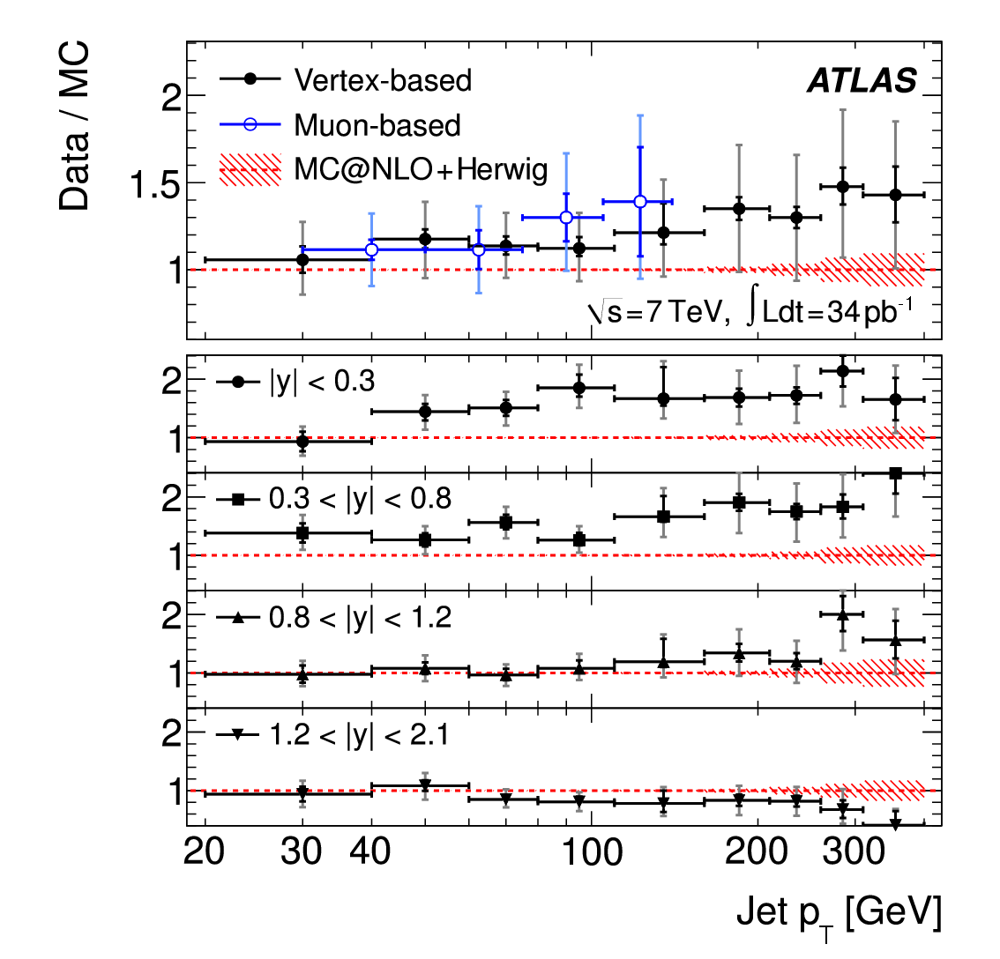 Data / MC
2
1.5
1
Vertex-based
Muon-based
MC@NLO+Herwig
ATLAS
√s=7 TeV, ∫Ldt=34pb⁻¹
2
1
|y| < 0.3
2
1
0.3 < |y| < 0.8
2
1
0.8 < |y| < 1.2
2
1
1.2 < |y| < 2.1
20 30 40 100 200 300
Jet p_T [GeV]